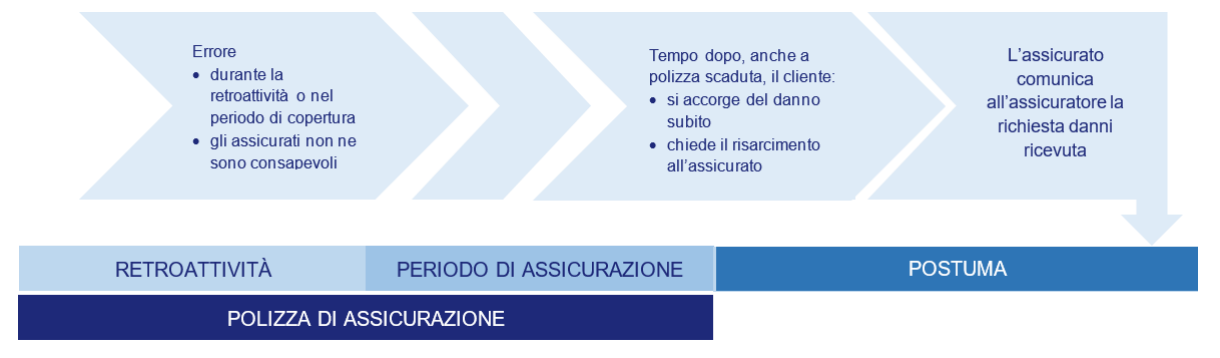 Errore
• durante la
retroattività o nel
periodo di copertura
• gli assicurati non ne
sono consapevoli
Tempo dopo, anche a
polizza scaduta, il cliente:
• si accorge del danno
subito
• chiede il risarcimento
all'assicurato
L'assicurato
comunica
all'assicuratore la
richiesta danni
ricevuta
RETROATTIVITÀ
PERIODO DI ASSICURAZIONE
POSTUMA
POLIZZA DI ASSICURAZIONE